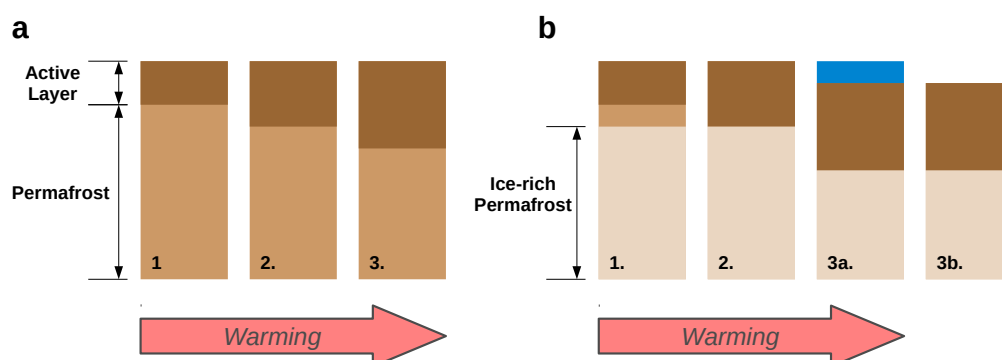 a
b
Active
Layer
Permafrost
1
2.
3.
Ice-rich
Permafrost
1.
2.
3a.
3b.
Warming
Warming